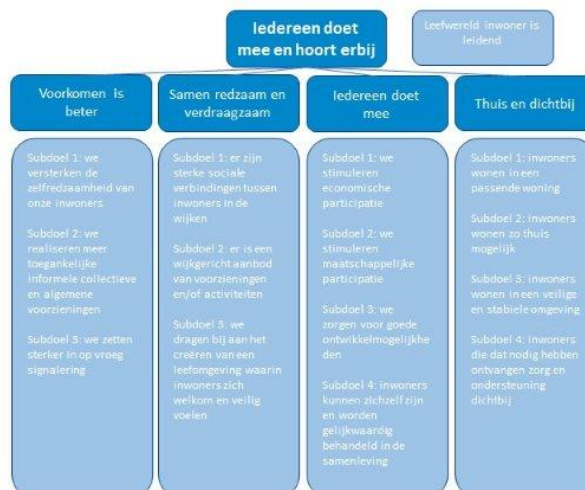 Iedereen doet
mee en hoort erbij
Leefwereld inwoner is
leidend
Voorkomen is
beter
Samen redzaam en
verdraagzaam
Iedereen doet
mee
Thuis en dichtbij
Subdoel 1: we
versterken de
zelfredzaamheid van
onze inwoners
Subdoel 2: we
realiseren meer
toegankelijke
informele collectieve
en algemene
voorzieningen
Subdoel 3: we zetten
sterker in op vroeg
signalering
Subdoel 1: er zijn
sterke sociale
verbindingen tussen
inwoners in de
wijken
Subdoel 2: er is een
wijkgericht aanbod
van voorzieningen
en/of activiteiten
Subdoel 3: we
dragen bij aan het
creëren van een
leefomgeving waarin
inwoners zich
welkom en veilig
voelen
Subdoel 1: we
stimuleren
economische
participatie
Subdoel 2: we
stimuleren
maatschappelijke
participatie
Subdoel 3: we
zorgen voor goede
ontwikkelmogelijkhe
den
Subdoel 4: inwoners
kunnen zichzelf zijn
en worden
gelijkwaardig
behandeld in de
samenleving
Subdoel 1: inwoners
wonen in een
passende woning
Subdoel 2: inwoners
wonen zo thuis
mogelijk
Subdoel 3: inwoners
wonen in een veilige
en stabiele omgeving
Subdoel 4: inwoners
die dat nodig hebben
ontvangen zorg en
ondersteuning
dichtbij